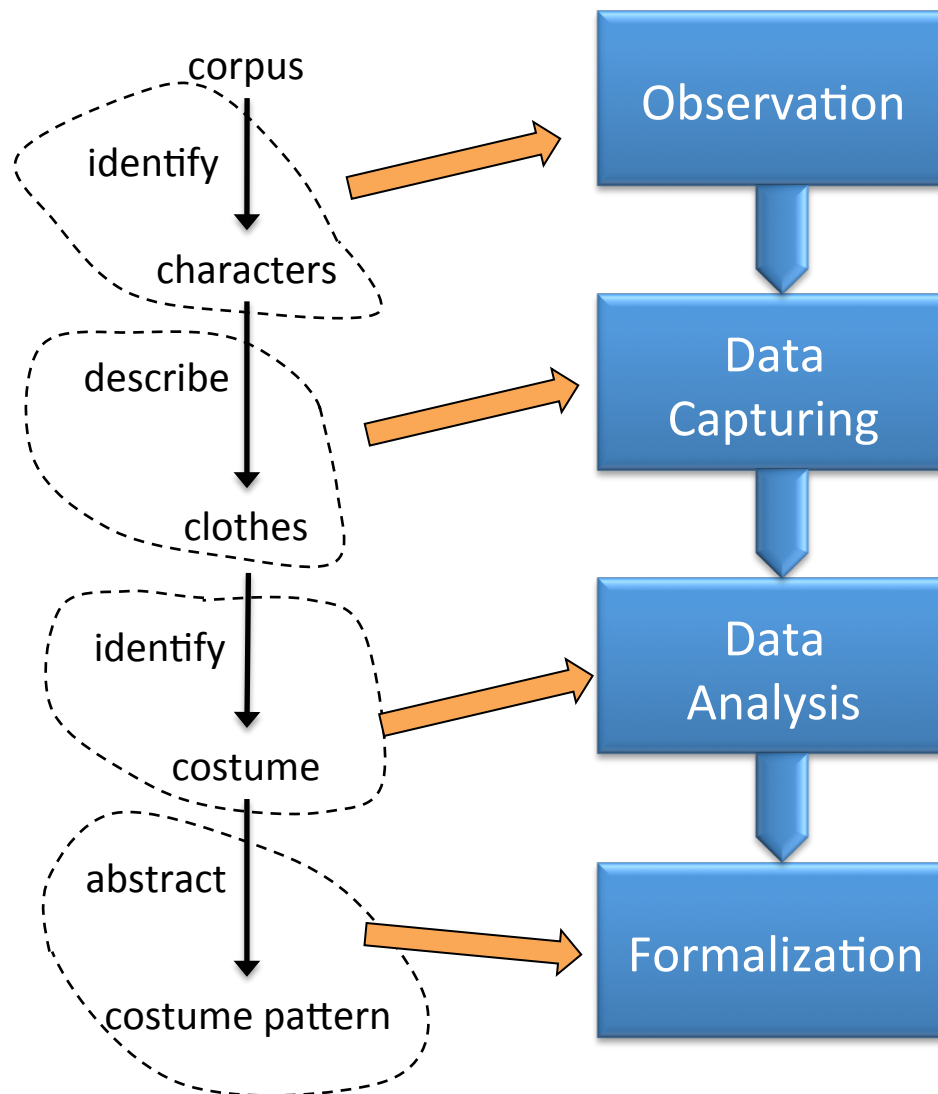 corpus
identify
characters
describe
clothes
identify
costume
abstract
costume pattern
Observation
Data
Capturing
Data
Analysis
Formalization